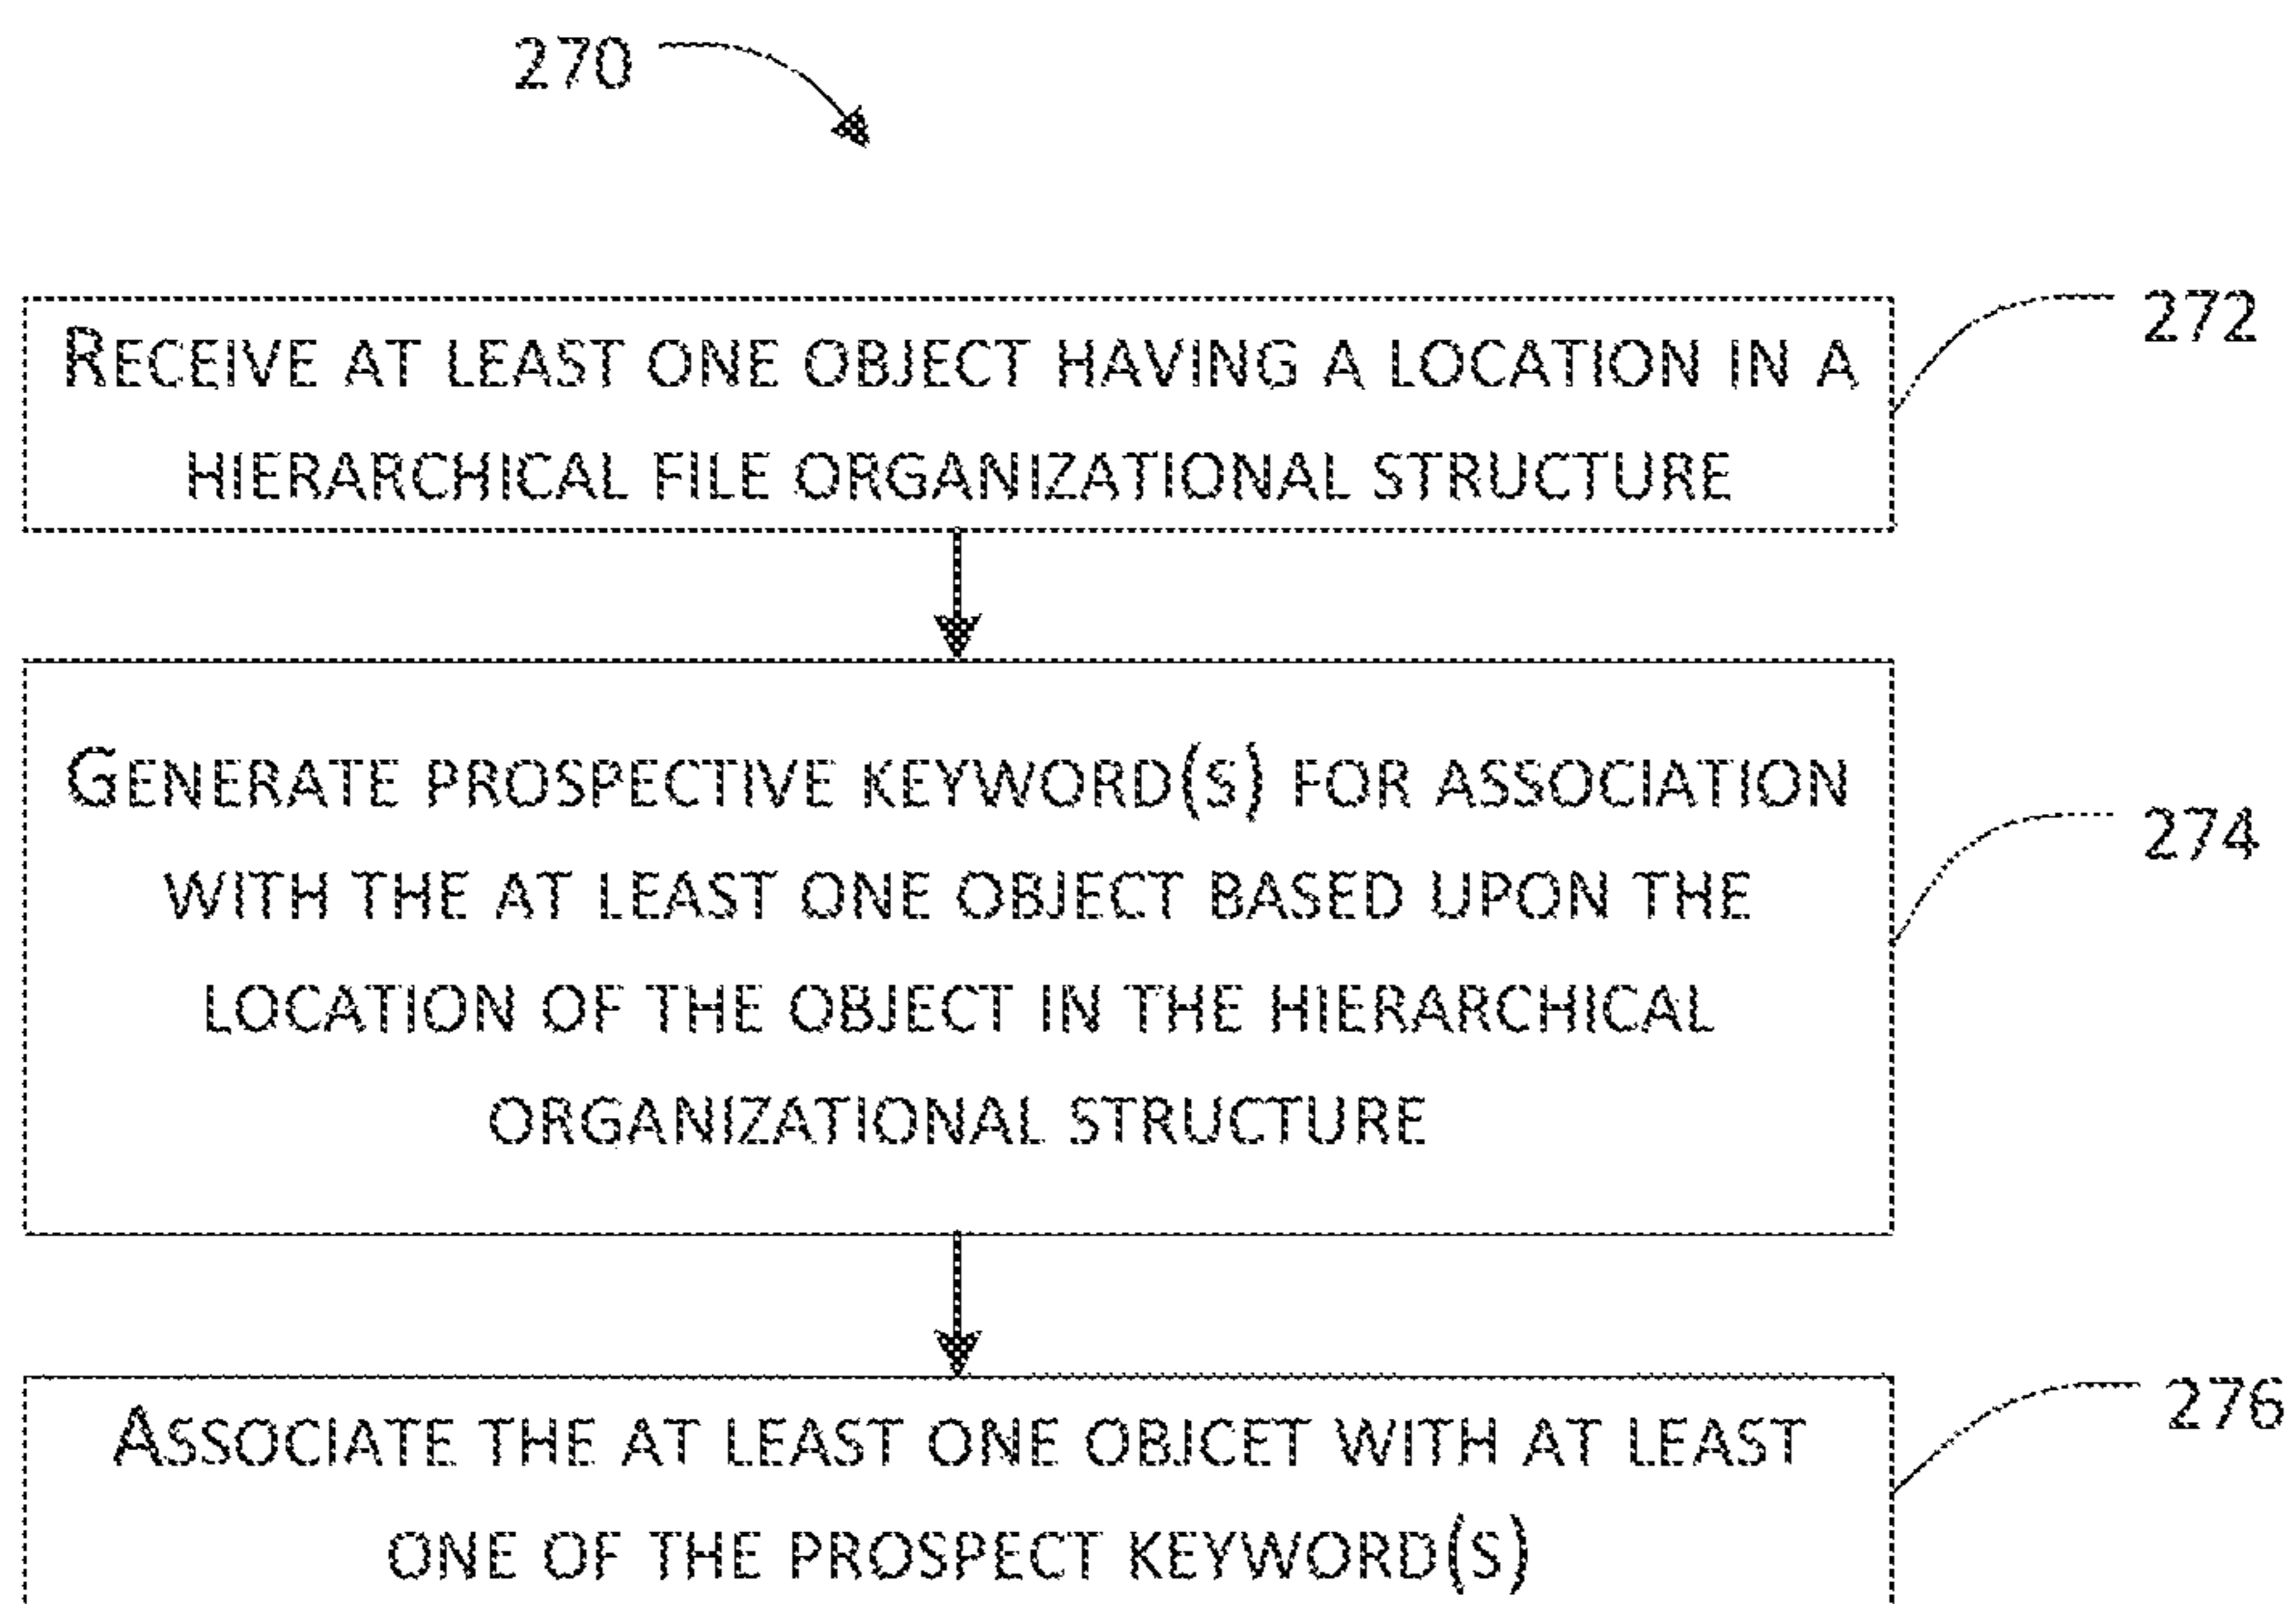 270
RECEIVE AT LEAST ONE OBJECT HAVING A LOCATION IN A
HIERARCHICAL FILE ORGANIZATIONAL STRUCTURE
272
GENERATE PROSPECTIVE KEYWORD(S) FOR ASSOCIATION
WITH THE AT LEAST ONE OBJECT BASED UPON THE
LOCATION OF THE OBJECT IN THE HIERARCHICAL
ORGANIZATIONAL STRUCTURE
274
ASSOCIATE THE AT LEAST ONE OBJCET WITH AT LEAST
ONE OF THE PROSPECT KEYWORD(S)
276